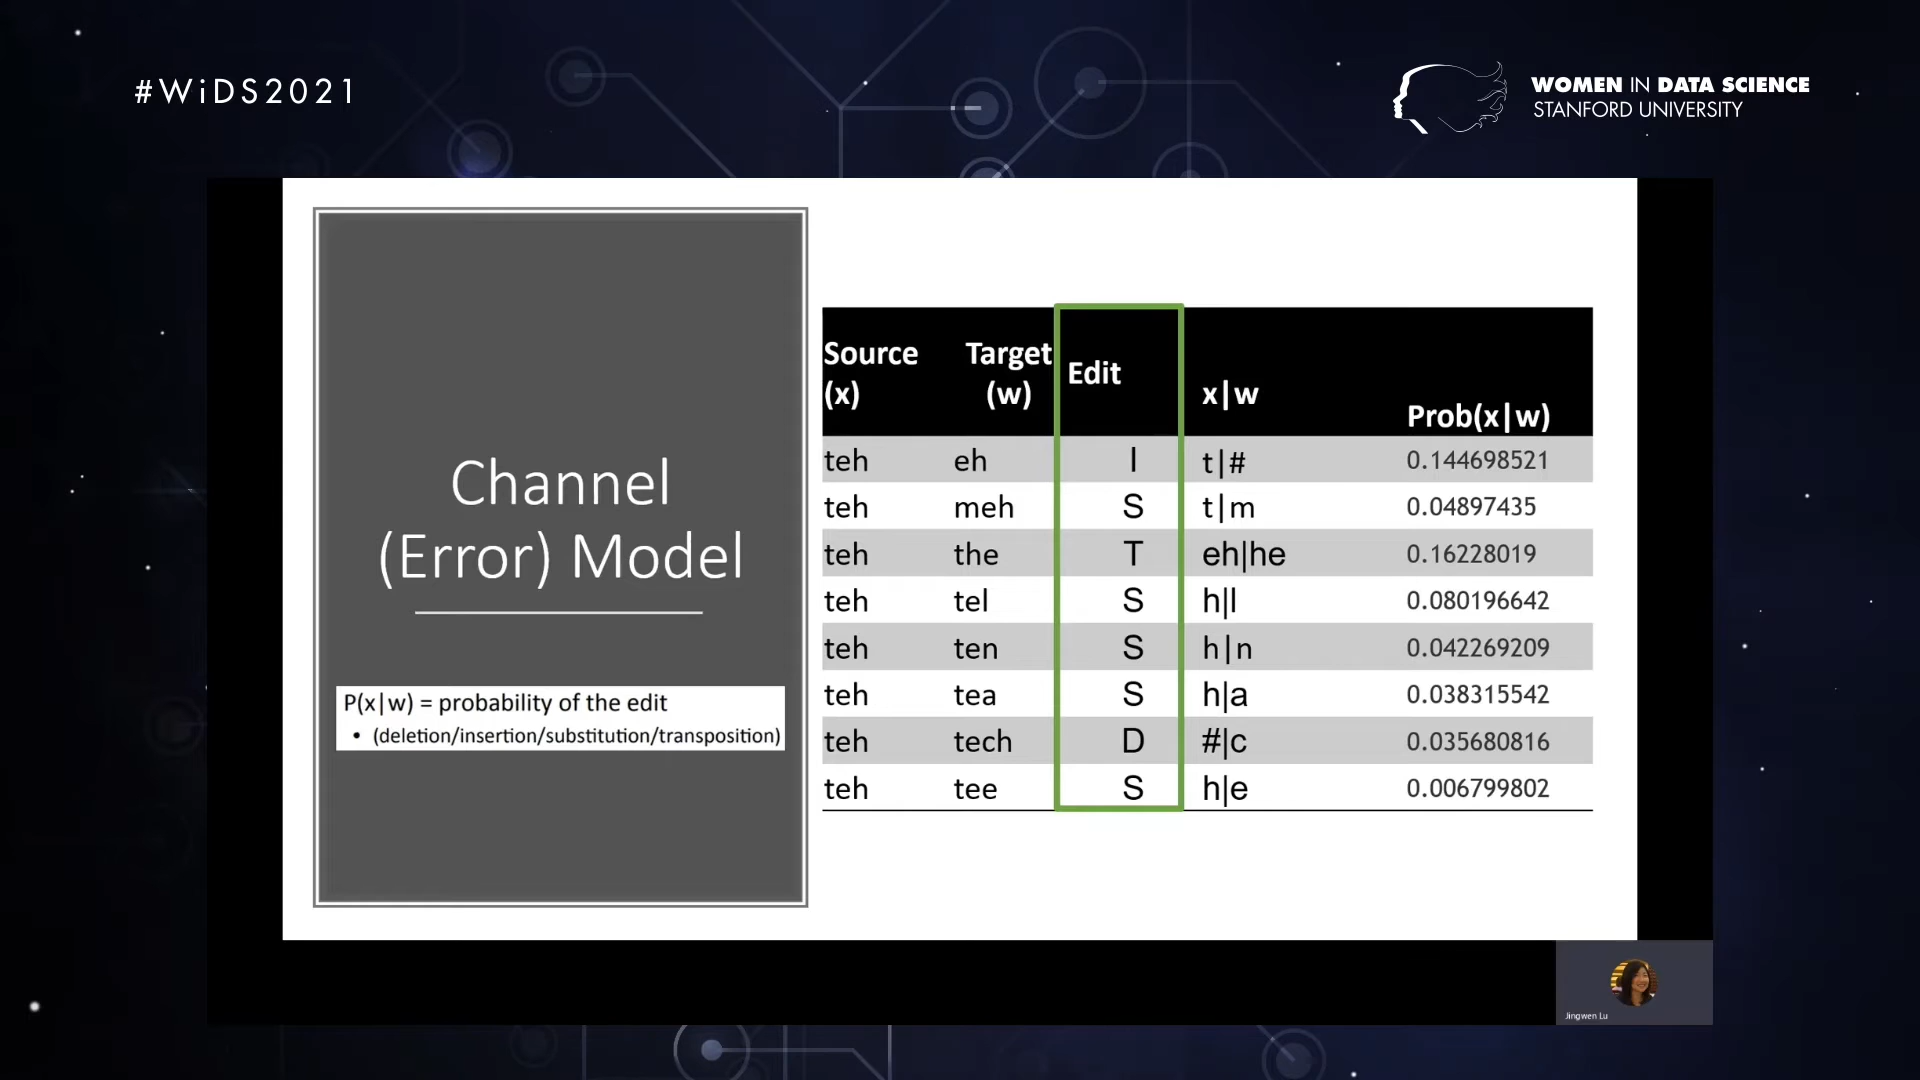 #WiDS2021
WOMEN IN DATA SCIENCE
STANFORD UNIVERSITY
Channel
(Error) Model
P(x|w) = probability of the edit
• (deletion/insertion/substitution/transposition)
Source (x) Target (w) Edit x|w Prob(x|w)
teh eh I t|# 0.144698521
teh meh S t|m 0.04897435
teh the T eh|he 0.16228019
teh tel S h|l 0.080196642
teh ten S h|n 0.042269209
teh tea S h|a 0.038315542
teh tech D #|c 0.035680816
teh tee S h|e 0.006799802
Jingwen Lu